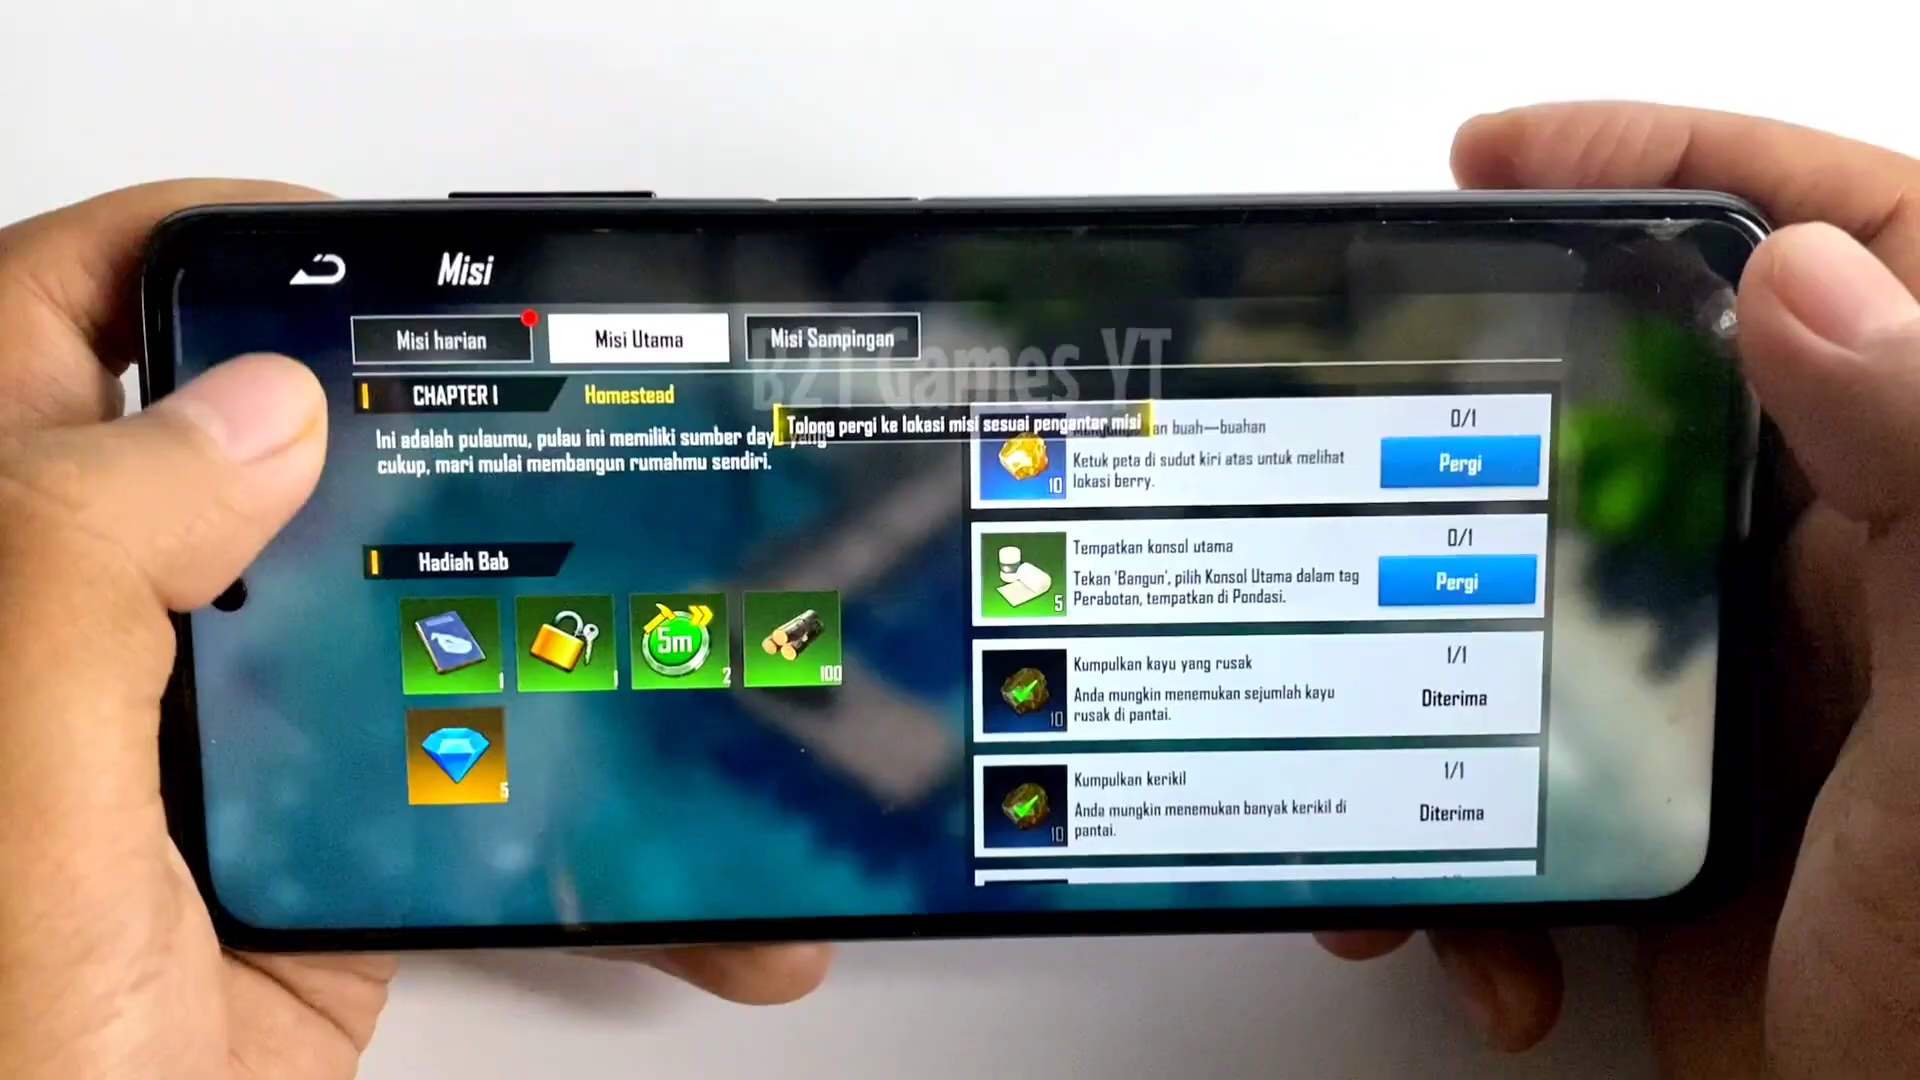 Misi
Misi harian
Misi Utama
Misi Sampingan
B21 Games YT
CHAPTER I
Homestead
Tolong pergi ke lokasi misi sesuai pengantar misi
Ini adalah pulaumu, pulau ini memiliki sumber daya yang
cukup, mari mulai membangun rumahmu sendiri.
Hadiah Bab
1
1
5m
2
100
5
buah—buahan
0/1
Ketuk peta di sudut kiri atas untuk melihat
lokasi berry.
10
Pergi
Tempatkan konsol utama
0/1
Tekan 'Bangun', pilih Konsol Utama dalam tag
Perabotan, tempatkan di Pondasi.
5
Pergi
Kumpulkan kayu yang rusak
1/1
Anda mungkin menemukan sejumlah kayu
rusak di pantai.
10
Diterima
Kumpulkan kerikil
1/1
Anda mungkin menemukan banyak kerikil di
pantai.
10
Diterima